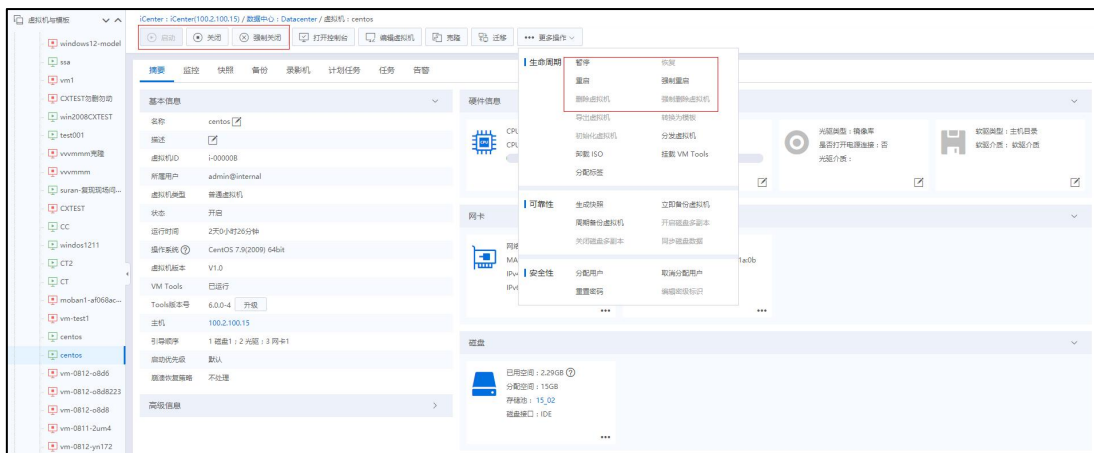 虚拟机与模板
windows12-model
ssa
vm1
CXTEST勿删勿动
win2008CXTEST
test001
vvvmmm克隆
vvvmmm
suran-复现现场问...
CXTEST
CC
windos1211
CT2
CT
moban1-af068ac...
vm-test1
centos
centos
vm-0812-o8d6
vm-0812-o8d8223
vm-0812-o8d8
vm-0811-2um4
vm-0812-yn172
iCenter : iCenter(100.2.100.15) / 数据中心 : Datacenter / 虚拟机 : centos
启动 关闭 强制关闭 打开控制台 编辑虚拟机 克隆 迁移 ••• 更多操作
摘要 监控 快照 备份 录影机 计划任务 任务 告警
基本信息
名称 centos
描述
虚拟机ID i-00000B
所属用户 admin@internal
虚拟机类型 普通虚拟机
状态 开启
运行时间 2天0小时26分钟
操作系统 CentOS 7.9(2009) 64bit
虚拟机版本 V1.0
VM Tools 已运行
Tools版本号 6.0.0-4 升级
主机 100.2.100.15
引导顺序 1 磁盘1 ; 2 光驱 ; 3 网卡1
启动优先级 默认
崩溃恢复策略 不处理
高级信息
生命周期 暂停 恢复
重启 强制重启
删除虚拟机 强制删除虚拟机
导出虚拟机 转换为模板
初始化虚拟机 分发虚拟机
卸载 ISO 挂载 VM Tools
分配标签
可靠性 生成快照 立即备份虚拟机
周期备份虚拟机 开启磁盘多副本
关闭磁盘多副本 同步磁盘数据
安全性 分配用户 取消分配用户
重置密码 编辑密级标识
硬件信息
CPU
光驱类型 : 镜像库
是否打开电源连接 : 否
光驱介质 :
软驱类型 : 主机目录
软驱介质 : 软驱介质
网卡
MA
1a:0b
磁盘
已用空间 : 2.29GB
分配空间 : 15GB
存储池 : 15_02
磁盘接口 : IDE